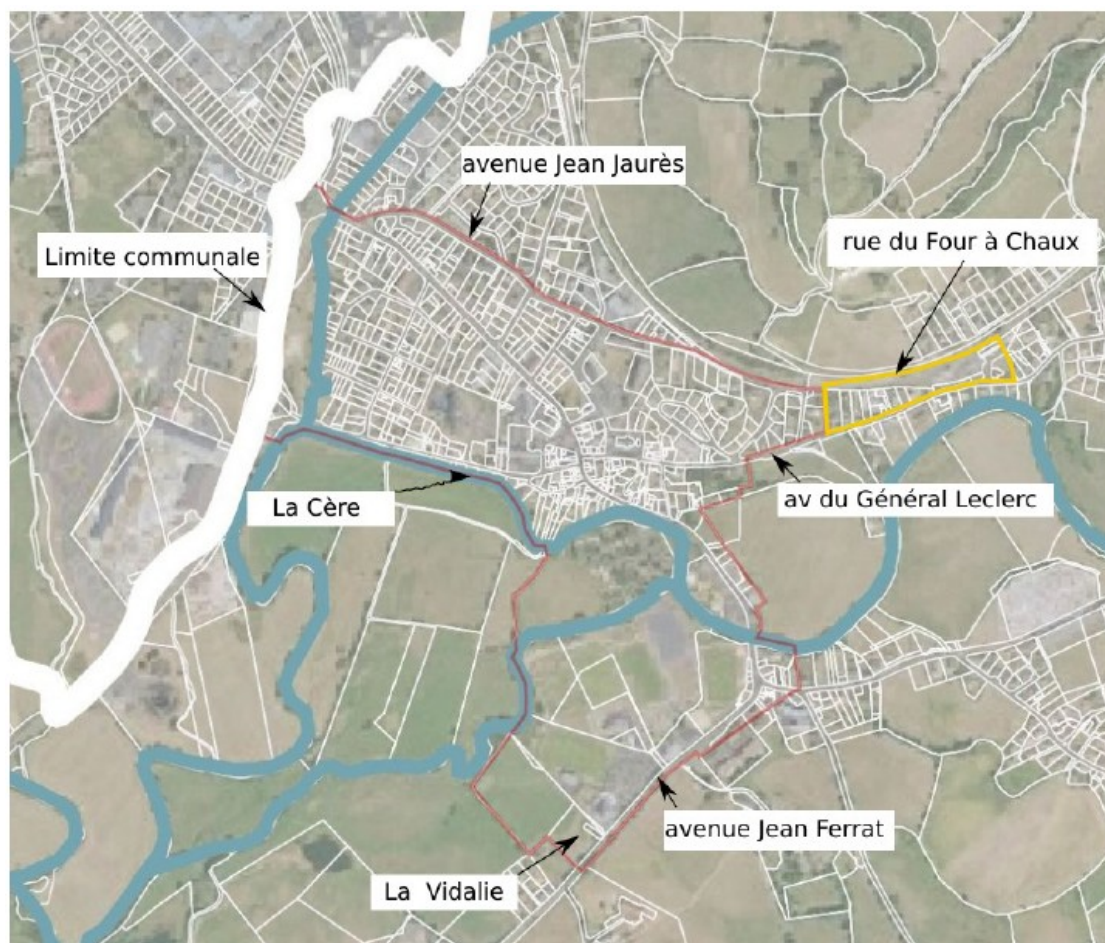 avenue Jean Jaurès
rue du Four à Chaux
Limite communale
La Cère
av du Général Leclerc
avenue Jean Ferrat
La Vidalie